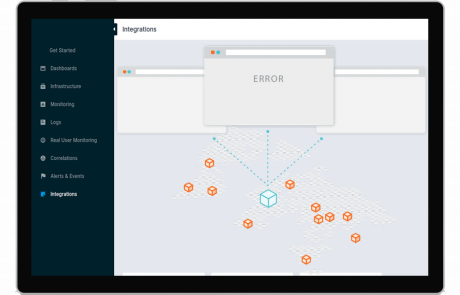 Integrations
Get Started
Dashboards
Infrastructure
Monitoring
Logs
Real User Monitoring
Correlations
Alerts & Events
Integrations
ERROR